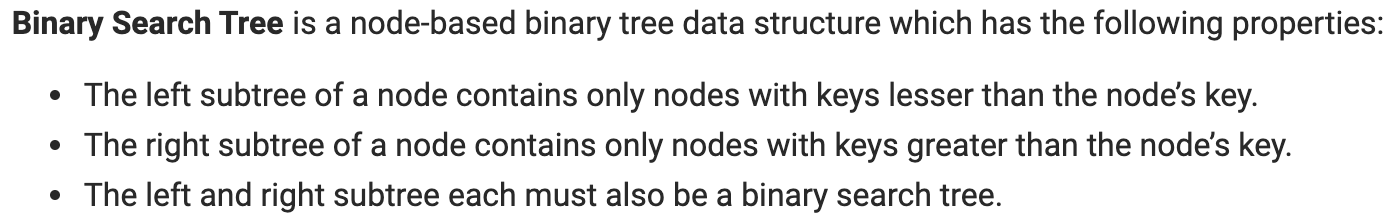 Binary Search Tree is a node-based binary tree data structure which has the following properties:
• The left subtree of a node contains only nodes with keys lesser than the node’s key.
• The right subtree of a node contains only nodes with keys greater than the node’s key.
• The left and right subtree each must also be a binary search tree.